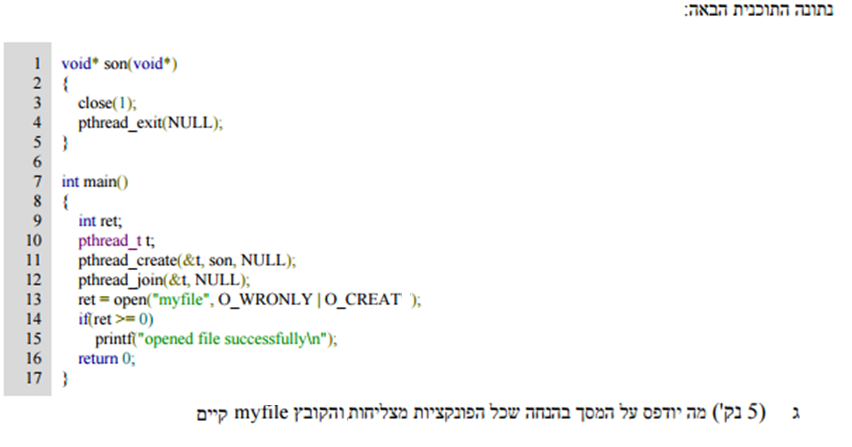 נתונה התוכנית הבאה:
1 void* son(void*)
2 {
3 close(1);
4 pthread_exit(NULL);
5 }
6
7 int main()
8 {
9 int ret;
10 pthread_t t;
11 pthread_create(&t, son, NULL);
12 pthread_join(&t, NULL);
13 ret = open("myfile", O_WRONLY | O_CREAT );
14 if(ret >= 0)
15 printf("opened file successfully\n");
16 return 0;
17 }
ג (5 נק') מה יודפס על המסך בהנחה שכל הפונקציות מצליחות והקובץ myfile קיים